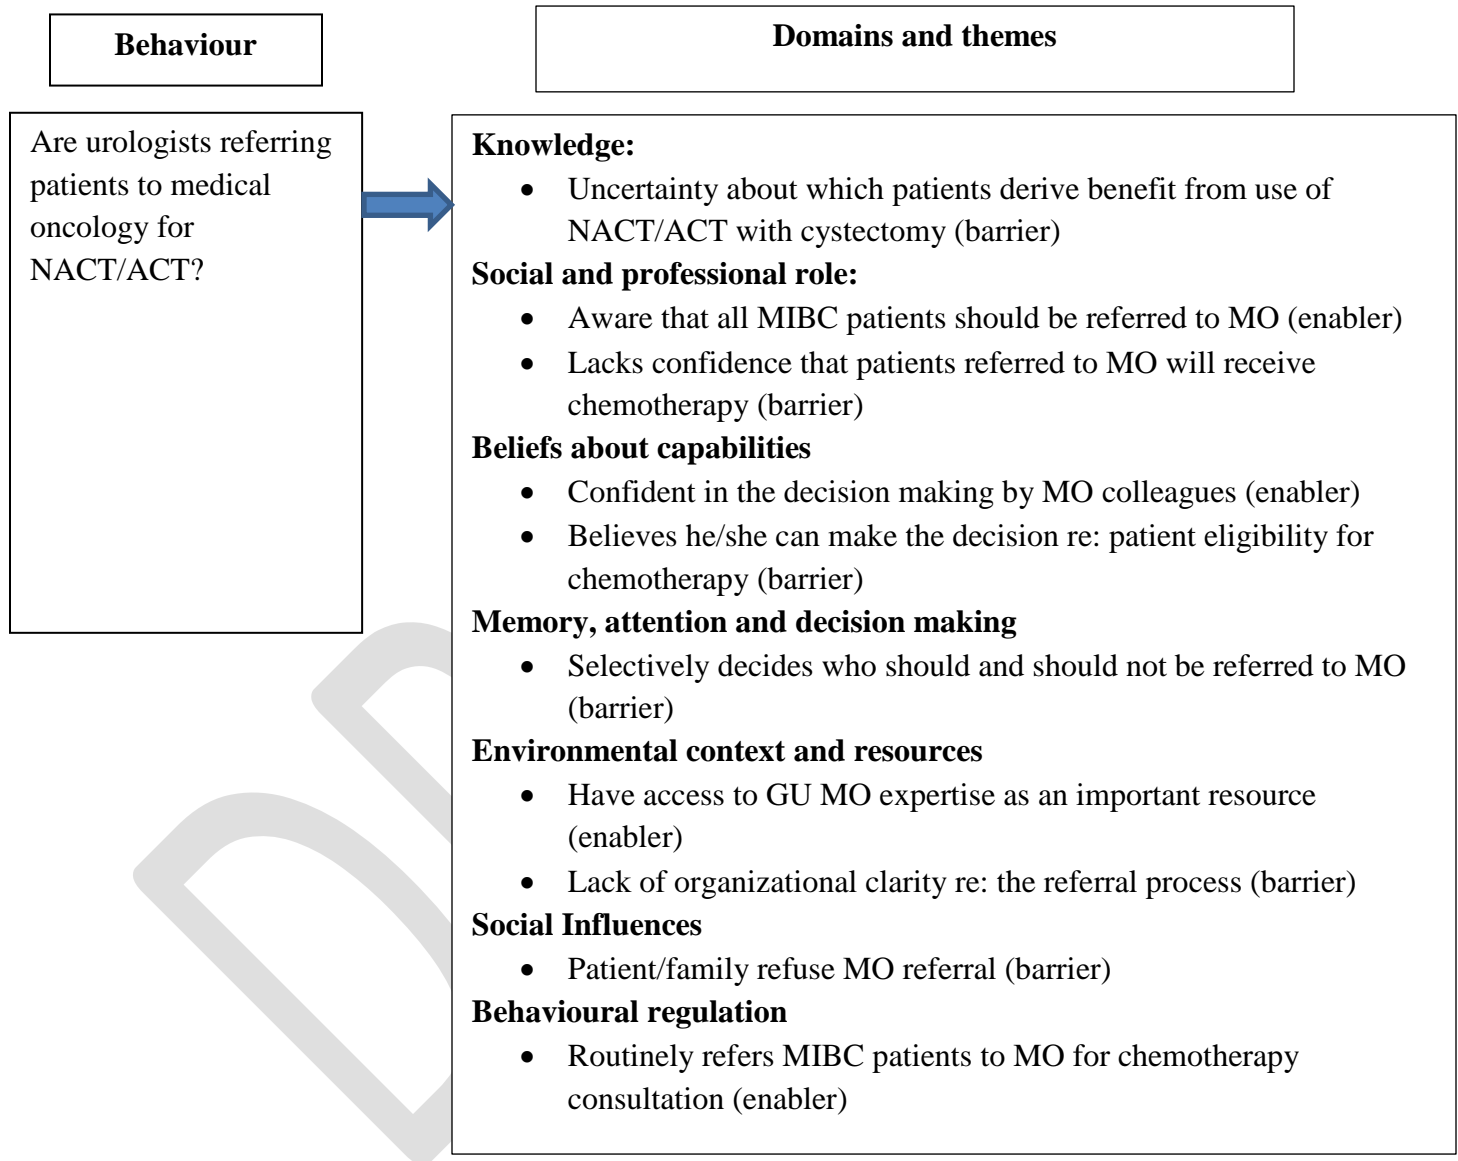 Behaviour
Domains and themes
Are urologists referring
patients to medical
oncology for
NACT/ACT?
Knowledge:
• Uncertainty about which patients derive benefit from use of
NACT/ACT with cystectomy (barrier)
Social and professional role:
• Aware that all MIBC patients should be referred to MO (enabler)
• Lacks confidence that patients referred to MO will receive
chemotherapy (barrier)
Beliefs about capabilities
• Confident in the decision making by MO colleagues (enabler)
• Believes he/she can make the decision re: patient eligibility for
chemotherapy (barrier)
Memory, attention and decision making
• Selectively decides who should and should not be referred to MO
(barrier)
Environmental context and resources
• Have access to GU MO expertise as an important resource
(enabler)
• Lack of organizational clarity re: the referral process (barrier)
Social Influences
• Patient/family refuse MO referral (barrier)
Behavioural regulation
• Routinely refers MIBC patients to MO for chemotherapy
consultation (enabler)